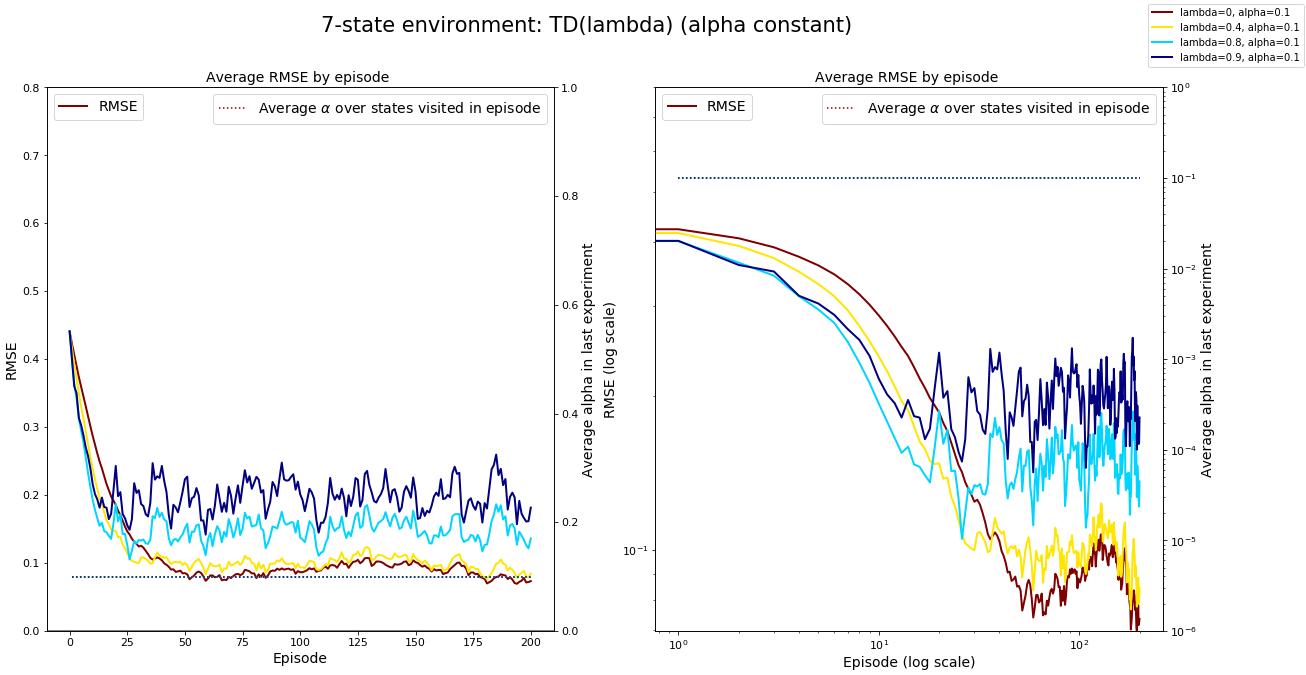 7-state environment: TD(lambda) (alpha constant)
lambda=0, alpha=0.1
lambda=0.4, alpha=0.1
lambda=0.8, alpha=0.1
lambda=0.9, alpha=0.1
Average RMSE by episode
RMSE
Average α over states visited in episode
0.8
0.7
0.6
0.5
0.4
0.3
0.2
0.1
0.0
RMSE
0
25
50
75
100
125
150
175
200
Episode
1.0
0.8
0.6
0.4
0.2
0.0
Average alpha in last experiment
Average RMSE by episode
RMSE
Average α over states visited in episode
RMSE (log scale)
10⁻¹
10⁰
10¹
10²
Episode (log scale)
10⁰
10⁻¹
10⁻²
10⁻³
10⁻⁴
10⁻⁵
10⁻⁶
Average alpha in last experiment